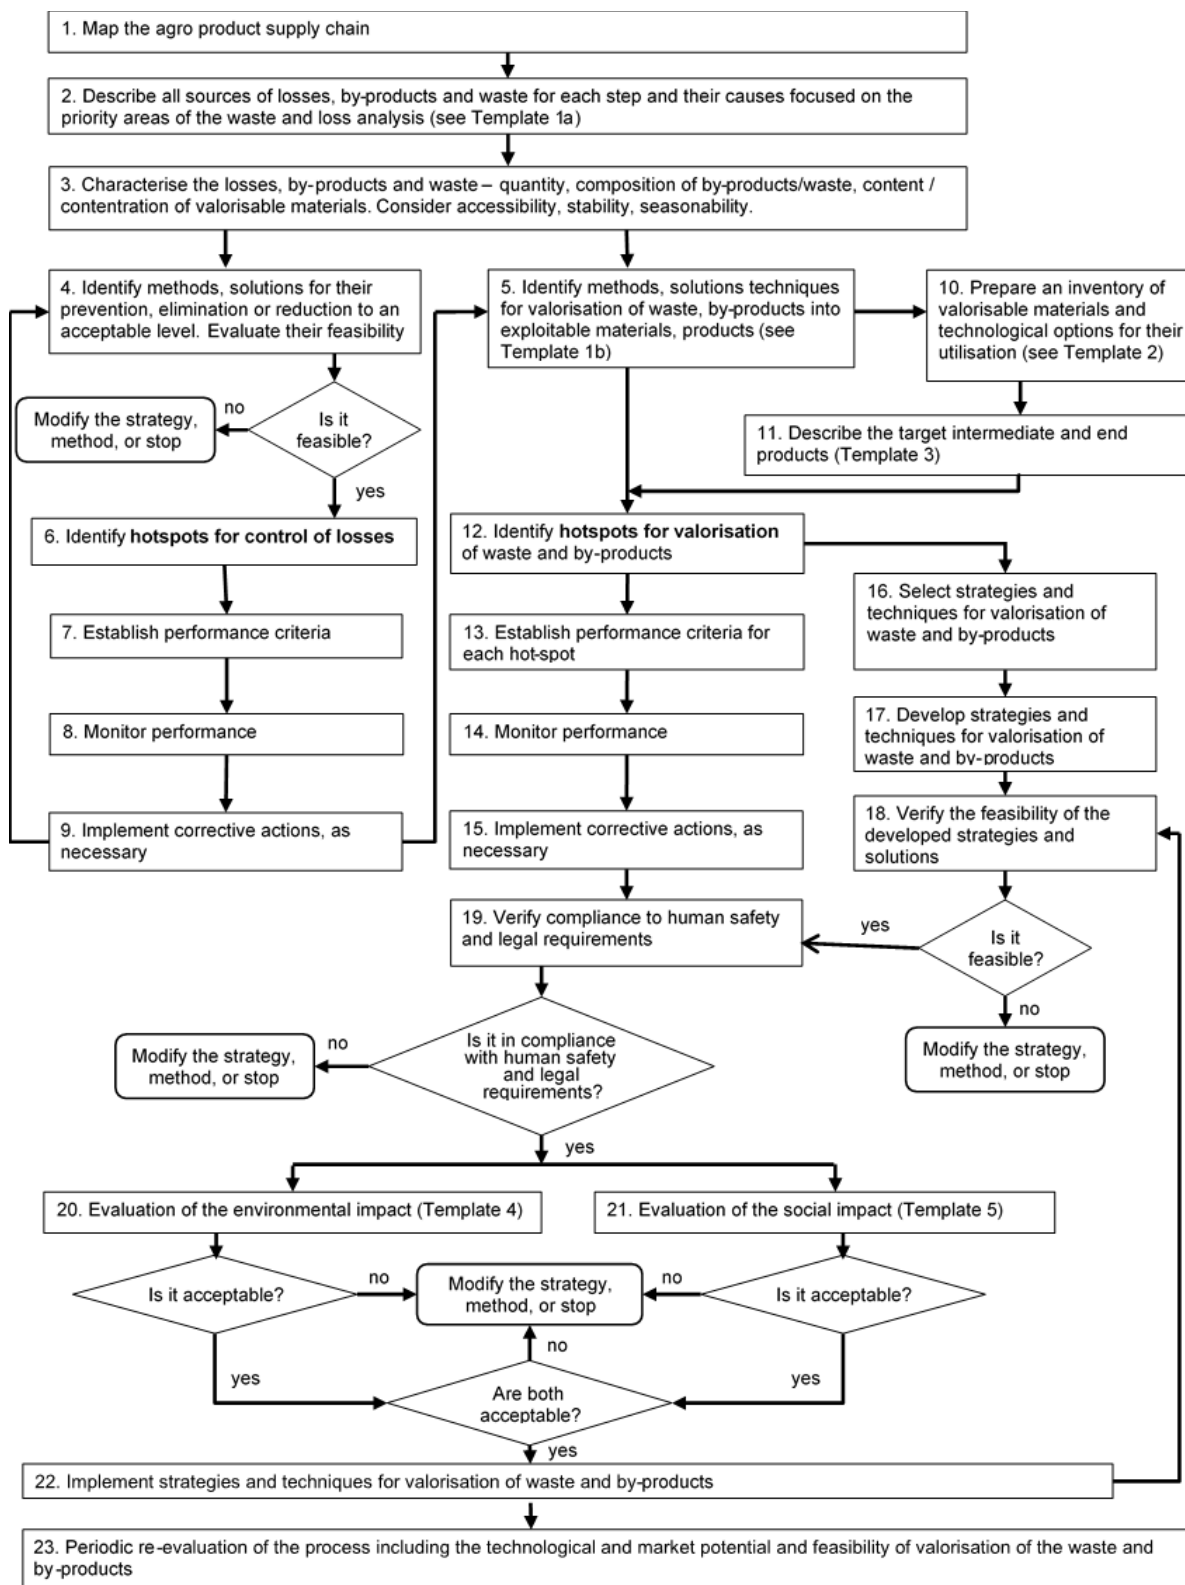 1. Map the agro product supply chain
2. Describe all sources of losses, by-products and waste for each step and their causes focused on the
priority areas of the waste and loss analysis (see Template 1a)
3. Characterise the losses, by-products and waste – quantity, composition of by-products/waste, content /
contentration of valorisable materials. Consider accessibility, stability, seasonability.
4. Identify methods, solutions for their
prevention, elimination or reduction to an
acceptable level. Evaluate their feasibility
5. Identify methods, solutions techniques
for valorisation of waste, by-products into
exploitable materials, products (see
Template 1b)
10. Prepare an inventory of
valorisable materials and
technological options for their
utilisation (see Template 2)
Is it
feasible?
no
Modify the strategy,
method, or stop
yes
11. Describe the target intermediate and end
products (Template 3)
6. Identify hotspots for control of losses
12. Identify hotspots for valorisation
of waste and by-products
7. Establish performance criteria
13. Establish performance criteria for
each hot-spot
16. Select strategies and
techniques for valorisation of
waste and by-products
8. Monitor performance
14. Monitor performance
17. Develop strategies and
techniques for valorisation of
waste and by-products
9. Implement corrective actions, as
necessary
15. Implement corrective actions, as
necessary
18. Verify the feasibility of the
developed strategies and
solutions
19. Verify compliance to human safety
and legal requirements
yes
Is it
feasible?
no
Modify the strategy,
method, or stop
Is it in compliance
with human safety
and legal
requirements?
no
Modify the strategy,
method, or stop
yes
20. Evaluation of the environmental impact (Template 4)
21. Evaluation of the social impact (Template 5)
Is it acceptable?
no
Modify the strategy,
method, or stop
no
Is it acceptable?
yes
no
yes
Are both
acceptable?
yes
22. Implement strategies and techniques for valorisation of waste and by-products
23. Periodic re-evaluation of the process including the technological and market potential and feasibility of valorisation of the waste and
by-products